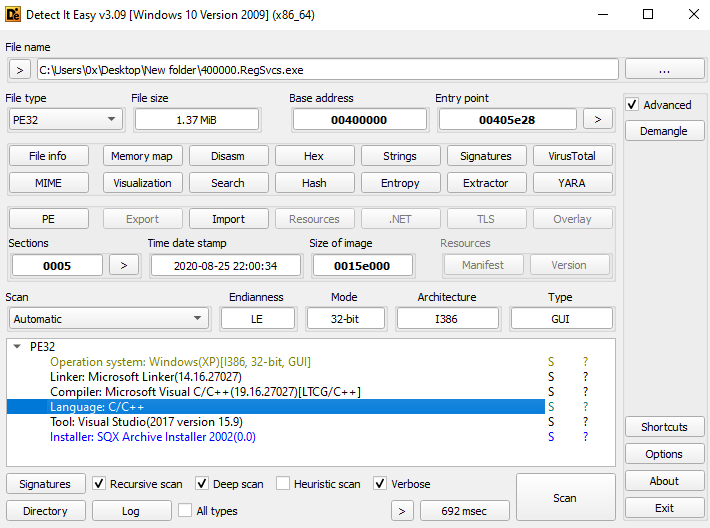 Detect It Easy v3.09 [Windows 10 Version 2009] (x86_64)
File name
> C:\Users\0x\Desktop\New folder\400000.RegSvcs.exe ...
File type File size Base address Entry point Advanced
PE32 1.37 MiB 00400000 00405e28 > Demangle
File info Memory map Disasm Hex Strings Signatures VirusTotal
MIME Visualization Search Hash Entropy Extractor YARA
PE Export Import Resources .NET TLS Overlay
Sections Time date stamp Size of image Resources
0005 > 2020-08-25 22:00:34 0015e000 Manifest Version
Scan Endianness Mode Architecture Type
Automatic LE 32-bit I386 GUI
PE32
Operation system: Windows(XP)[I386, 32-bit, GUI] S ?
Linker: Microsoft Linker(14.16.27027) S ?
Compiler: Microsoft Visual C/C++(19.16.27027)[LTCG/C++] S ?
Language: C/C++ S ?
Tool: Visual Studio(2017 version 15.9) S ?
Installer: SQX Archive Installer 2002(0.0) S ?
Shortcuts
Options
Signatures Recursive scan Deep scan Heuristic scan Verbose Scan About
Directory Log All types > 692 msec Exit